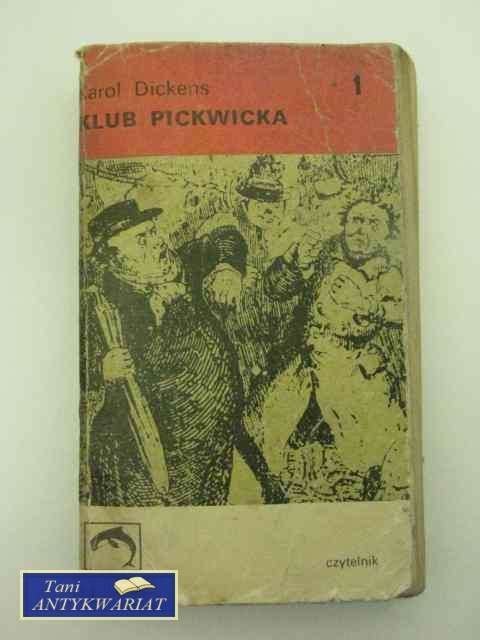 Karol Dickens
1
KLUB PICKWICKA
czytelnik
Tani
ANTYKWARIAT